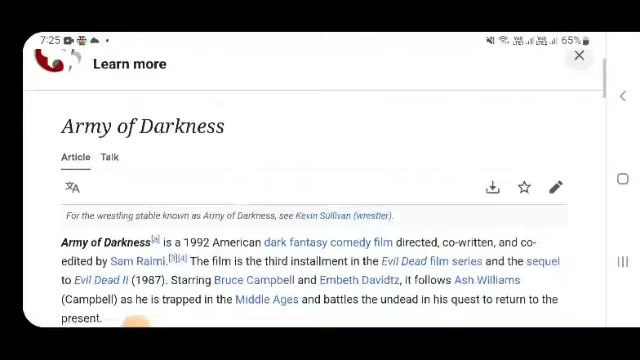 7:25
65%
Learn more
Army of Darkness
Article Talk
For the wrestling stable known as Army of Darkness, see Kevin Sullivan (wrestler).
Army of Darkness[a] is a 1992 American dark fantasy comedy film directed, co-written, and co-
edited by Sam Raimi.[3][4] The film is the third installment in the Evil Dead film series and the sequel
to Evil Dead II (1987). Starring Bruce Campbell and Embeth Davidtz, it follows Ash Williams
(Campbell) as he is trapped in the Middle Ages and battles the undead in his quest to return to the
present.